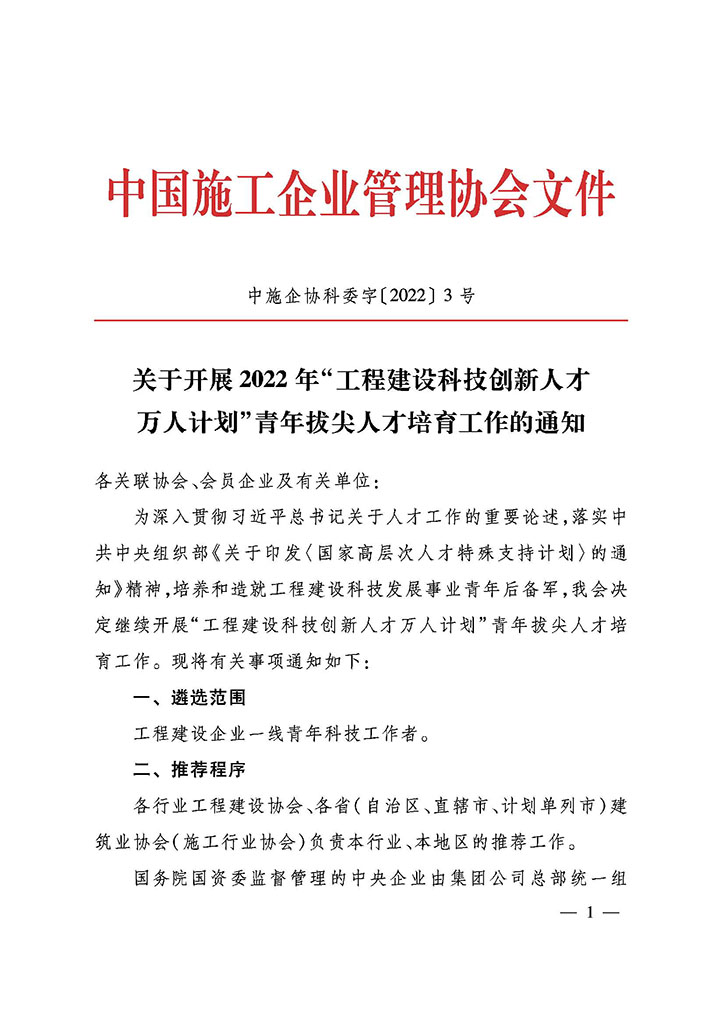 中国施工企业管理协会文件
中施企协科委字〔2022〕3 号
关于开展 2022 年“工程建设科技创新人才
万人计划”青年拔尖人才培育工作的通知
各关联协会、会员企业及有关单位：
为深入贯彻习近平总书记关于人才工作的重要论述，落实中
共中央组织部《关于印发〈国家高层次人才特殊支持计划〉的通
知》精神，培养和造就工程建设科技发展事业青年后备军，我会决
定继续开展“工程建设科技创新人才万人计划”青年拔尖人才培
育工作。现将有关事项通知如下：
一、遴选范围
工程建设企业一线青年科技工作者。
二、推荐程序
各行业工程建设协会、各省（自治区、直辖市、计划单列市）建
筑业协会（施工行业协会）负责本行业、本地区的推荐工作。
国务院国资委监督管理的中央企业由集团公司总部统一组
— 1 —